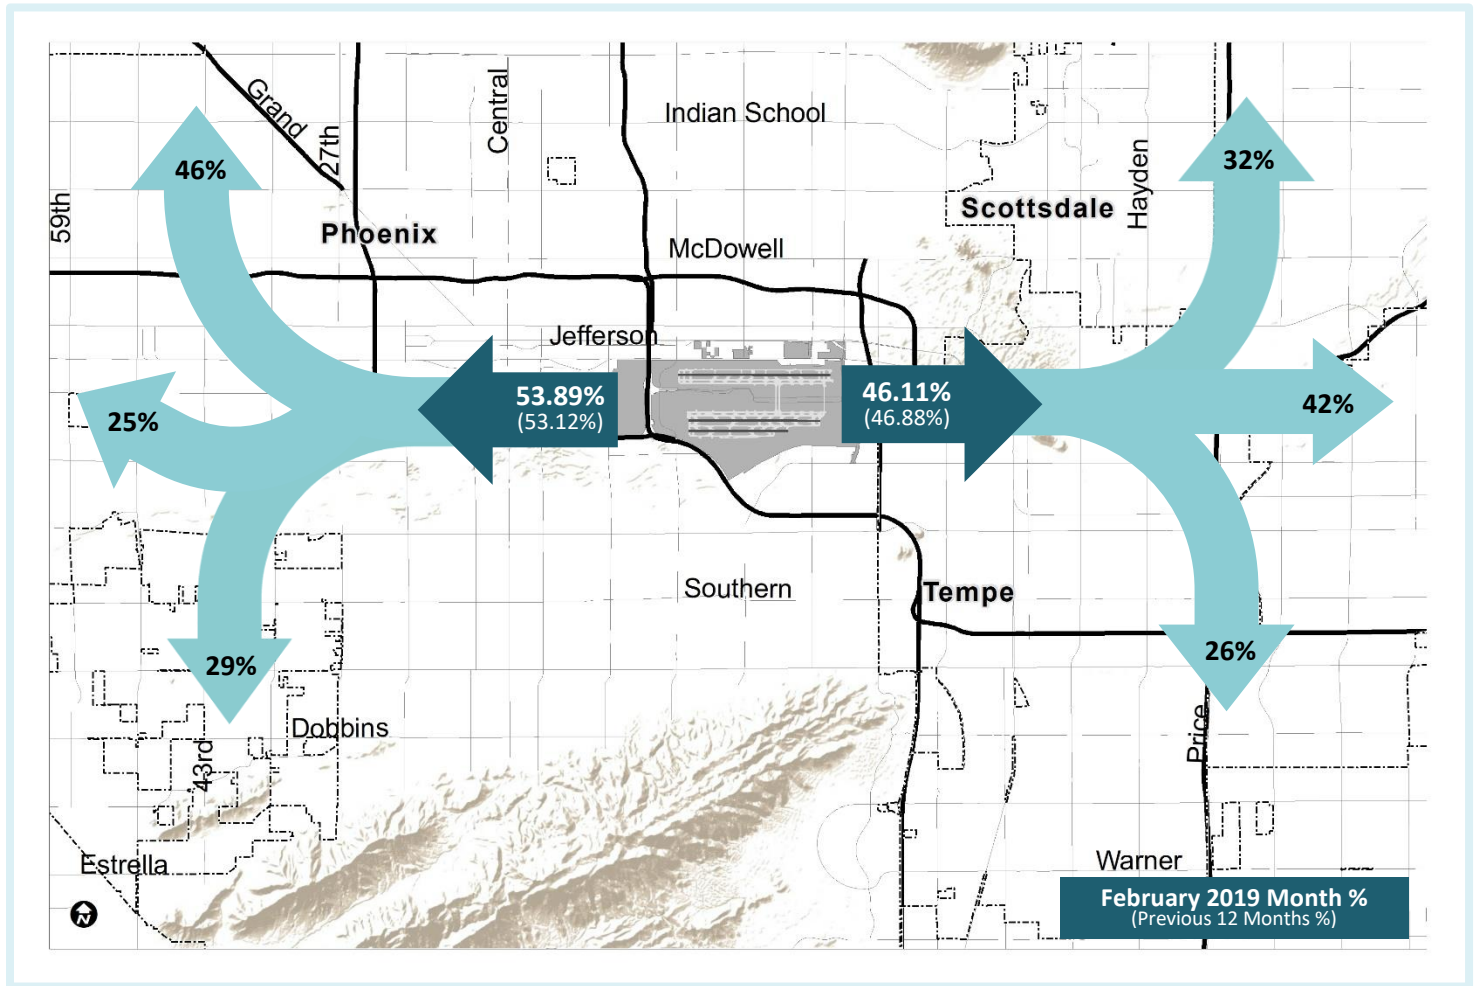 Grand
27th
Central
Indian School
Hayden
46%
32%
59th
Phoenix
Scottsdale
McDowell
Jefferson
53.89%
(53.12%)
46.11%
(46.88%)
25%
42%
Southern
Tempe
29%
26%
Dobbins
43rd
Price
Estrella
Warner
N
February 2019 Month %
(Previous 12 Months %)